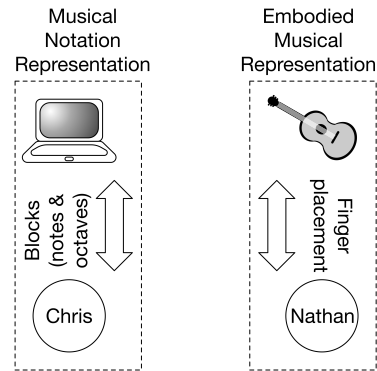 Musical
Notation
Representation
Embodied
Musical
Representation
Blocks
(notes &
octaves)
Finger
placement
Chris
Nathan